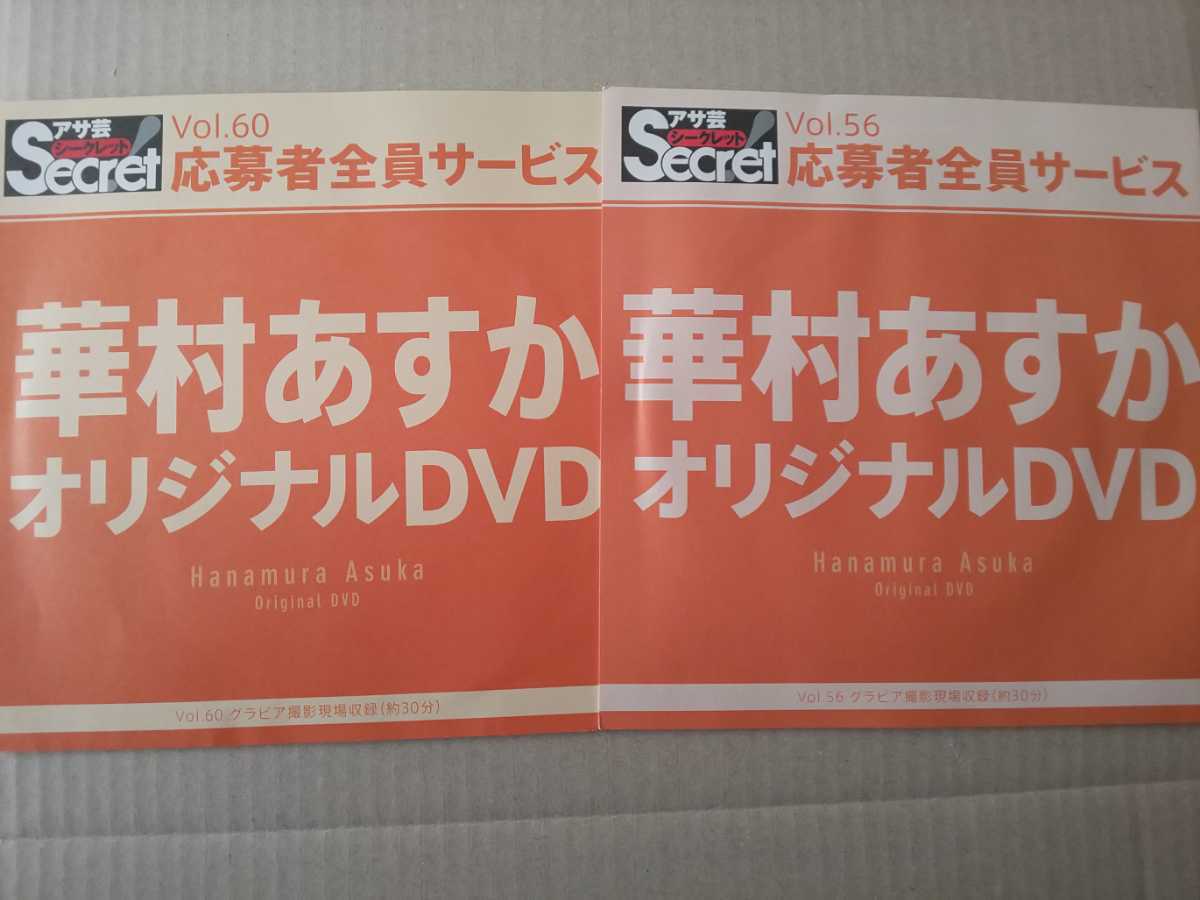 アサ芸
シークレット
Secret!
Vol.60
応募者全員サービス
華村あすか
オリジナルDVD
Hanamura Asuka
Original DVD
Vol.60 グラビア撮影現場収録(約30分)
アサ芸
シークレット
Secret!
Vol.56
応募者全員サービス
華村あすか
オリジナルDVD
Hanamura Asuka
Original DVD
Vol 56 グラビア撮影現場収録(約30分)